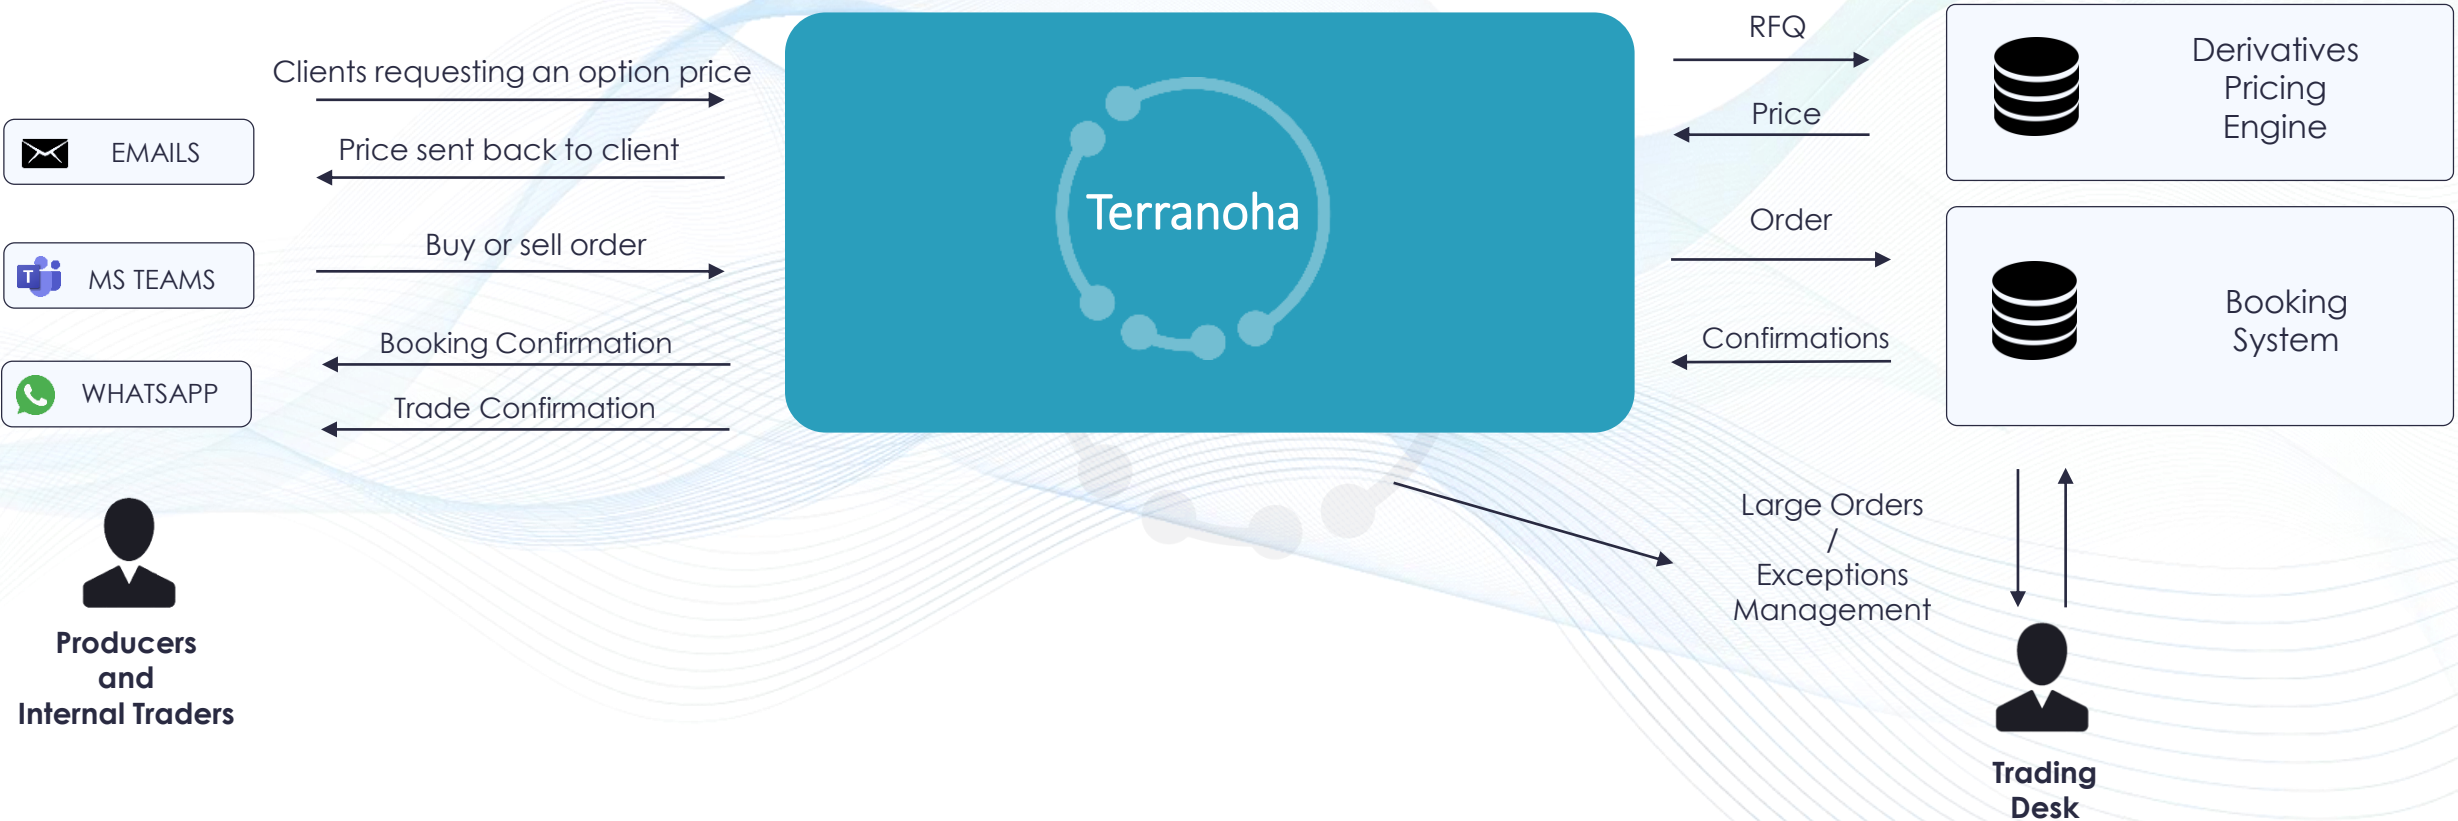 Clients requesting an option price
EMAILS
Price sent back to client
MS TEAMS
Buy or sell order
WHATSAPP
Booking Confirmation
Trade Confirmation
Producers
and
Internal Traders
Terranoha
RFQ
Price
Derivatives
Pricing
Engine
Order
Confirmations
Booking
System
Large Orders
/
Exceptions
Management
Trading
Desk